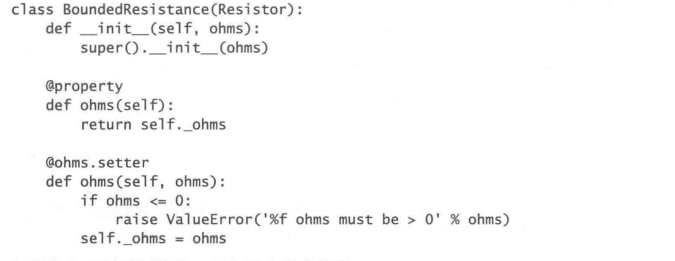 class BoundedResistance(Resistor):
    def __init__(self, ohms):
        super().__init__(ohms)

    @property
    def ohms(self):
        return self._ohms

    @ohms.setter
    def ohms(self, ohms):
        if ohms <= 0:
            raise ValueError('%f ohms must be > 0' % ohms)
        self._ohms = ohms